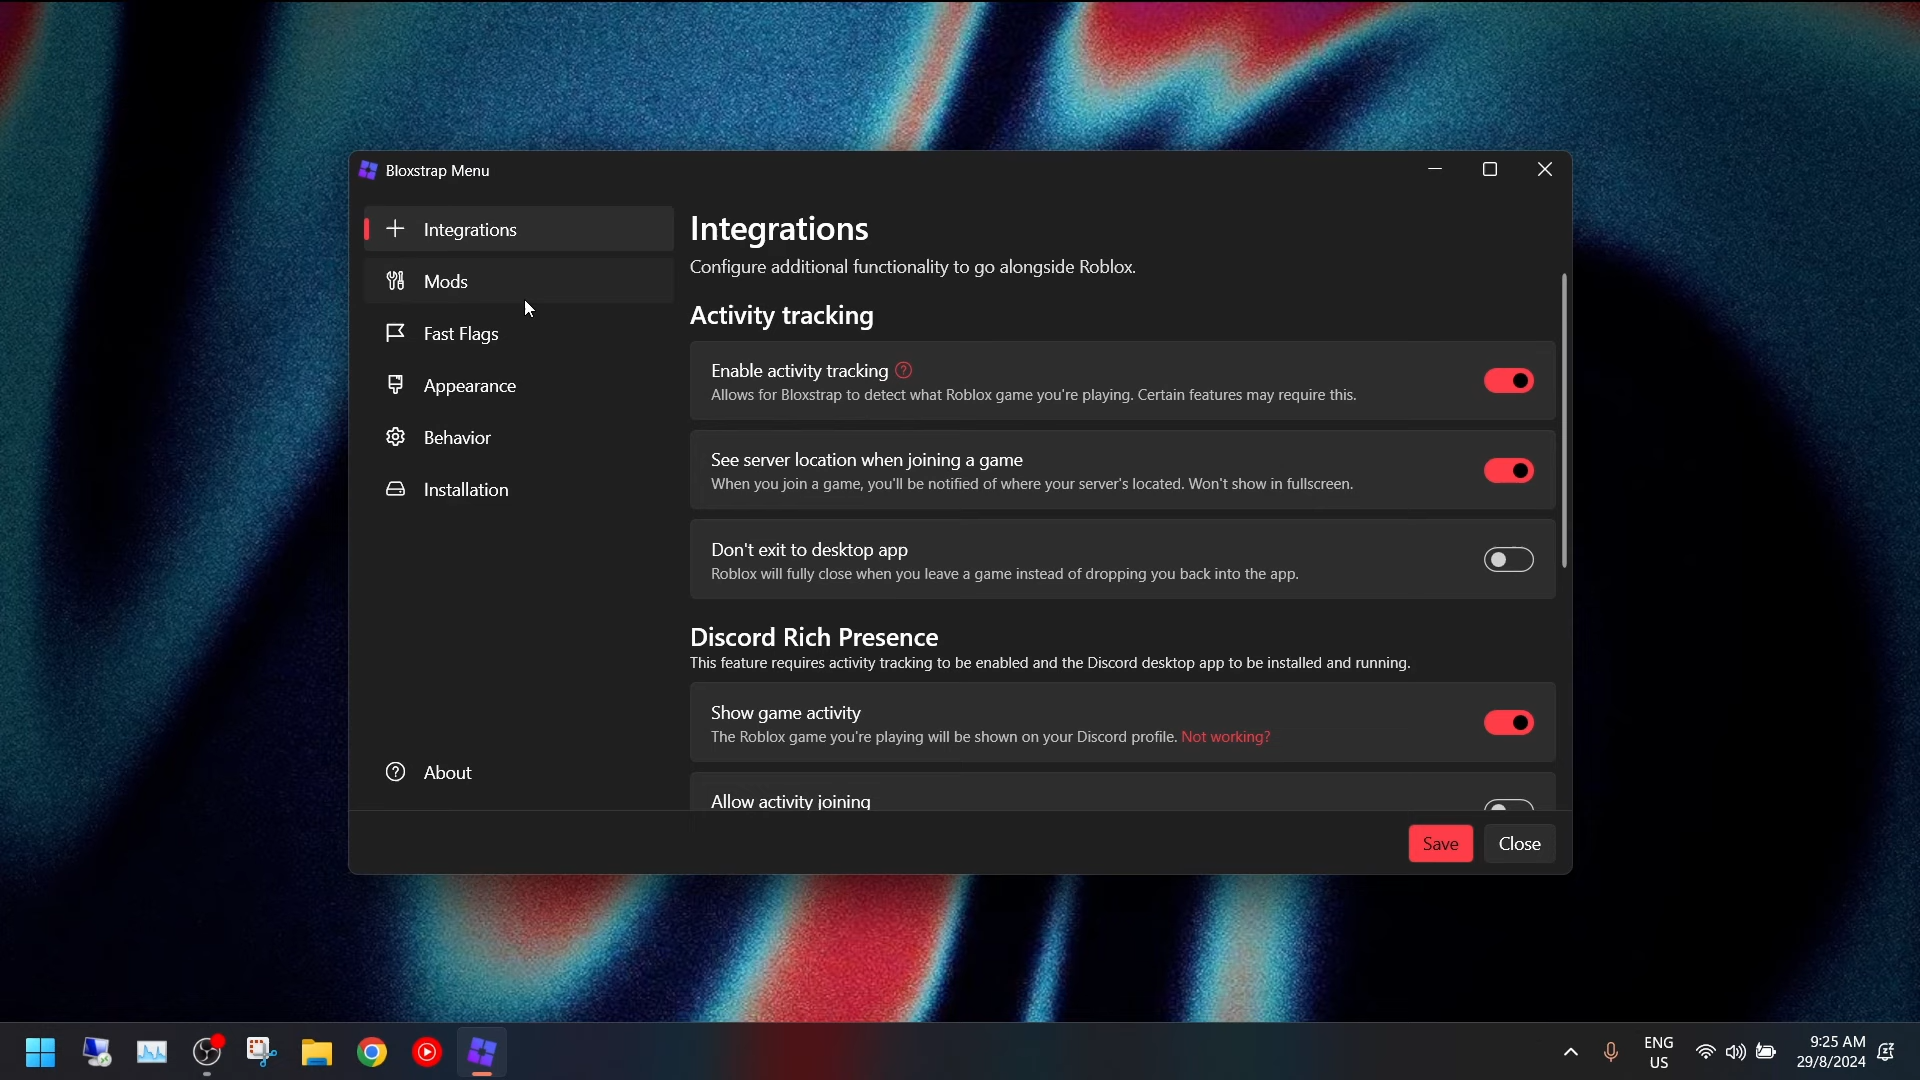 Bloxstrap Menu
Integrations
Mods
Fast Flags
Appearance
Behavior
Installation
About
Integrations
Configure additional functionality to go alongside Roblox.
Activity tracking
Enable activity tracking
Allows for Bloxstrap to detect what Roblox game you're playing. Certain features may require this.
See server location when joining a game
When you join a game, you'll be notified of where your server's located. Won't show in fullscreen.
Don't exit to desktop app
Roblox will fully close when you leave a game instead of dropping you back into the app.
Discord Rich Presence
This feature requires activity tracking to be enabled and the Discord desktop app to be installed and running.
Show game activity
The Roblox game you're playing will be shown on your Discord profile. Not working?
Allow activity joining
Save
Close
ENG
US
9:25 AM
29/8/2024